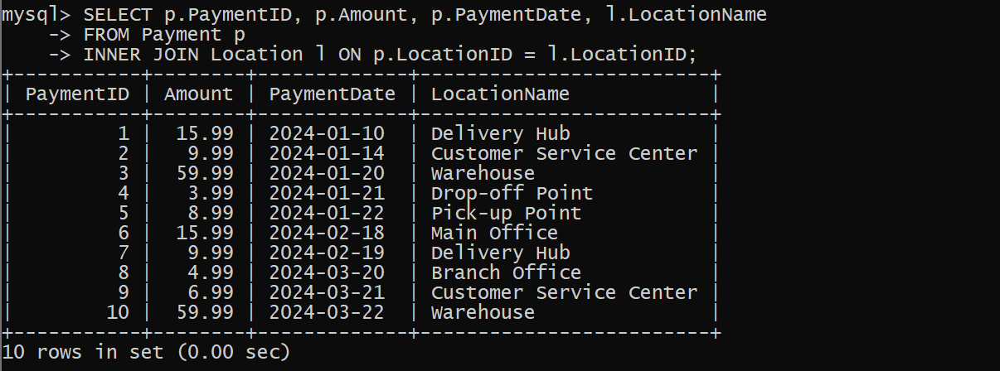 mysql> SELECT p.PaymentID, p.Amount, p.PaymentDate, l.LocationName
    -> FROM Payment p
    -> INNER JOIN Location l ON p.LocationID = l.LocationID;
+-----------+--------+-------------+-------------------------+
| PaymentID | Amount | PaymentDate | LocationName            |
+-----------+--------+-------------+-------------------------+
|         1 |  15.99 | 2024-01-10  | Delivery Hub            |
|         2 |   9.99 | 2024-01-14  | Customer Service Center |
|         3 |  59.99 | 2024-01-20  | Warehouse               |
|         4 |   3.99 | 2024-01-21  | Drop-off Point          |
|         5 |   8.99 | 2024-01-22  | Pick-up Point           |
|         6 |  15.99 | 2024-02-18  | Main Office             |
|         7 |   9.99 | 2024-02-19  | Delivery Hub            |
|         8 |   4.99 | 2024-03-20  | Branch Office           |
|         9 |   6.99 | 2024-03-21  | Customer Service Center |
|        10 |  59.99 | 2024-03-22  | Warehouse               |
+-----------+--------+-------------+-------------------------+
10 rows in set (0.00 sec)